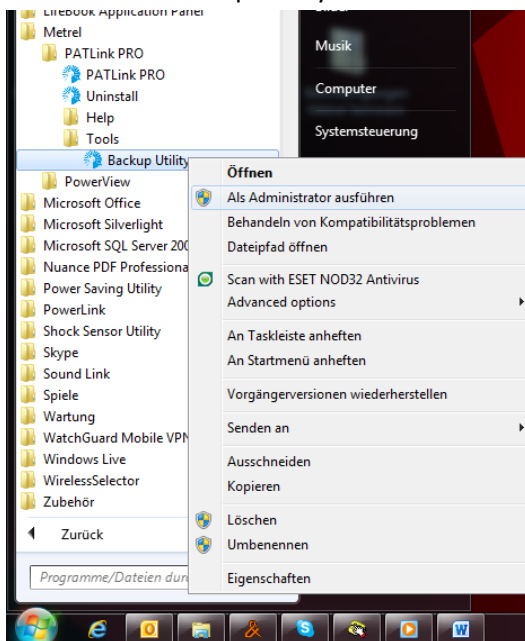 LifeBook Application Panel
Metrel
PATLink PRO
PATLink PRO
Uninstall
Help
Tools
Backup Utility
PowerView
Microsoft Office
Microsoft Silverlight
Microsoft SQL Server 200
Nuance PDF Professiona
Power Saving Utility
PowerLink
Shock Sensor Utility
Skype
Sound Link
Spiele
Wartung
WatchGuard Mobile VPN
Windows Live
WirelessSelector
Zubehör
Zurück
Programme/Dateien dur
Musik
Computer
Systemsteuerung
Öffnen
Als Administrator ausführen
Behandeln von Kompatibilitätsproblemen
Dateipfad öffnen
Scan with ESET NOD32 Antivirus
Advanced options
An Taskleiste anheften
An Startmenü anheften
Vorgängerversionen wiederherstellen
Senden an
Ausschneiden
Kopieren
Löschen
Umbenennen
Eigenschaften